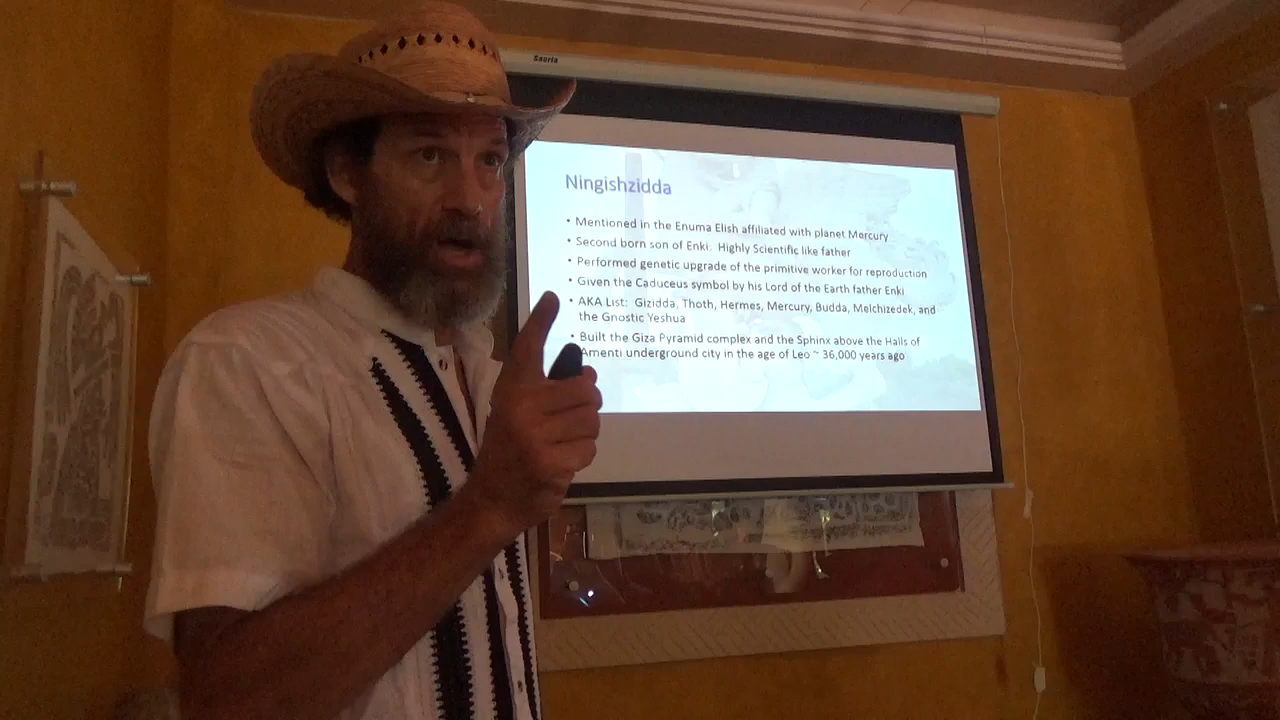 Saoria
Ningishzidda
• Mentioned in the Enuma Elish affiliated with planet Mercury
• Second born son of Enki: Highly Scientific like father
• Performed genetic upgrade of the primitive worker for reproduction
• Given the Caduceus symbol by his Lord of the Earth father Enki
• AKA List: Gizidda, Thoth, Hermes, Mercury, Budda, Melchizedek, and
the Gnostic Yeshua
• Built the Giza Pyramid complex and the Sphinx above the Halls of
Amenti underground city in the age of Leo ~ 36,000 years ago